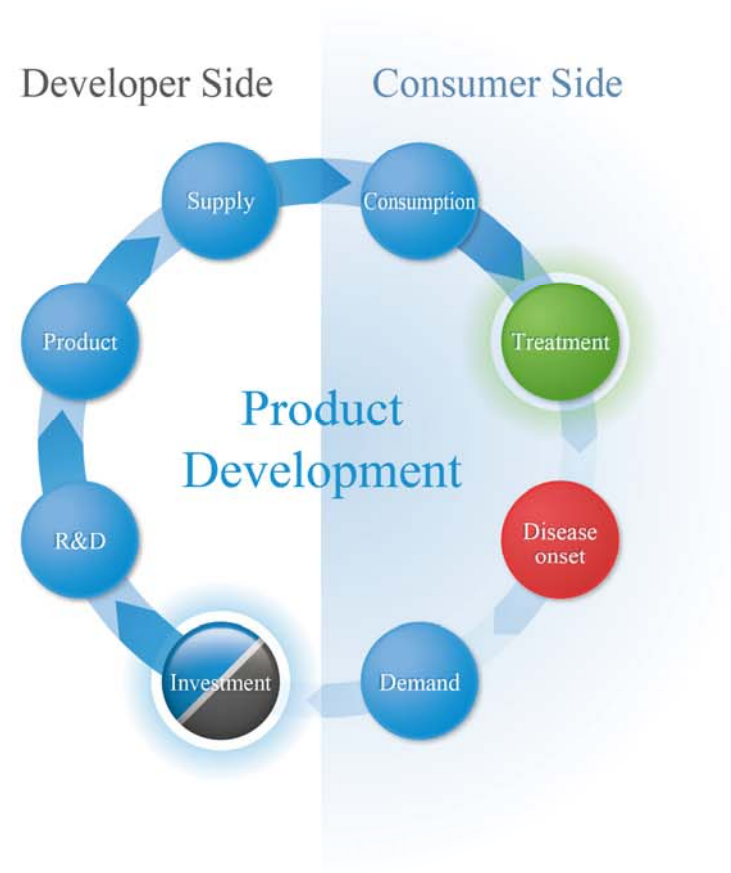 Developer Side
Consumer Side
Supply
Consumption
Product
Treatment
Product
Development
R&D
Disease
onset
Investment
Demand